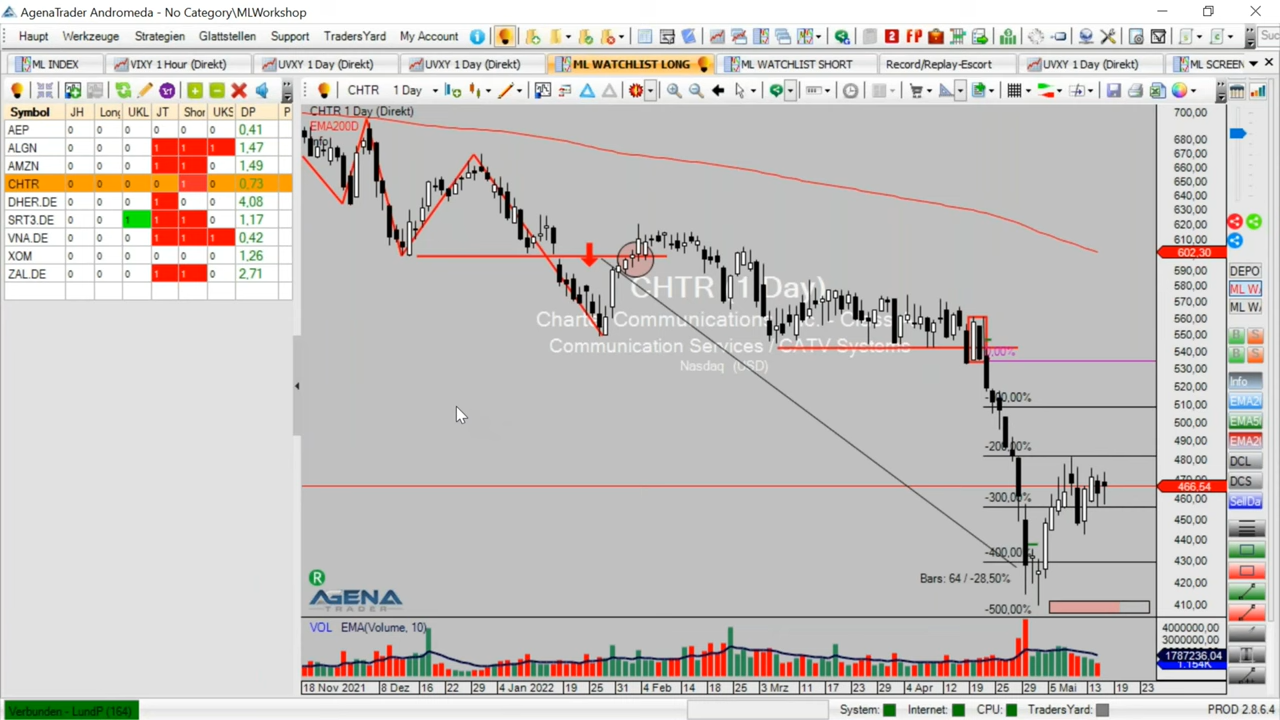 AgenaTrader Andromeda - No Category\MLWorkshop
Haupt Werkzeuge Strategien Glattstellen Support TradersYard My Account
ML INDEX VIXY 1 Hour (Direkt) UVXY 1 Day (Direkt) UVXY 1 Day (Direkt) ML WATCHLIST LONG ML WATCHLIST SHORT Record/Replay-Escort UVXY 1 Day (Direkt) ML SCREEN
CHTR 1 Day
Symbol JH Long UKL JT Shor UKS DP P
AEP 0 0 0 0 0 0 0,41
ALGN 0 0 0 1 1 1 1,47
AMZN 0 0 0 1 1 0 1,49
CHTR 0 0 0 0 1 0 0,73
DHER.DE 0 0 0 1 0 0 4,08
SRT3.DE 0 0 1 1 1 0 1,17
VNA.DE 0 0 0 1 1 1 0,42
XOM 0 0 0 0 0 0 1,26
ZAL.DE 0 0 0 1 1 0 2,71
CHTR 1 Day (Direkt)
EMA200D
Info
CHTR (1 Day)
Communication Services / CATV Systems
Nasdaq (USD)
-200,00%
-300,00%
-400,00%
-500,00%
Bars: 64 / -28,50%
R
AGENA
TRADER
VOL EMA(Volume, 10)
700,00
680,00
670,00
660,00
650,00
640,00
630,00
620,00
610,00
602,30
590,00
580,00
570,00
560,00
550,00
540,00
530,00
520,00
510,00
500,00
490,00
480,00
466,54
460,00
450,00
440,00
430,00
420,00
410,00
4000000,00
3000000,00
1787236,04
18 Nov 2021 8 Dez 16 22 29 4 Jan 2022 19 25 31 4 Feb 14 18 25 3 Mrz 11 17 23 29 4 Apr 19 25 29 5 Mai 13 19 23
DEPO
ML WA
ML WA
B S
B S
Info
EMA2
EMA5
EMA20
DCL
DCS
SellDa
Verbunden - LundP (164)
System: Internet: CPU: TradersYard: PROD 2.8.6.4